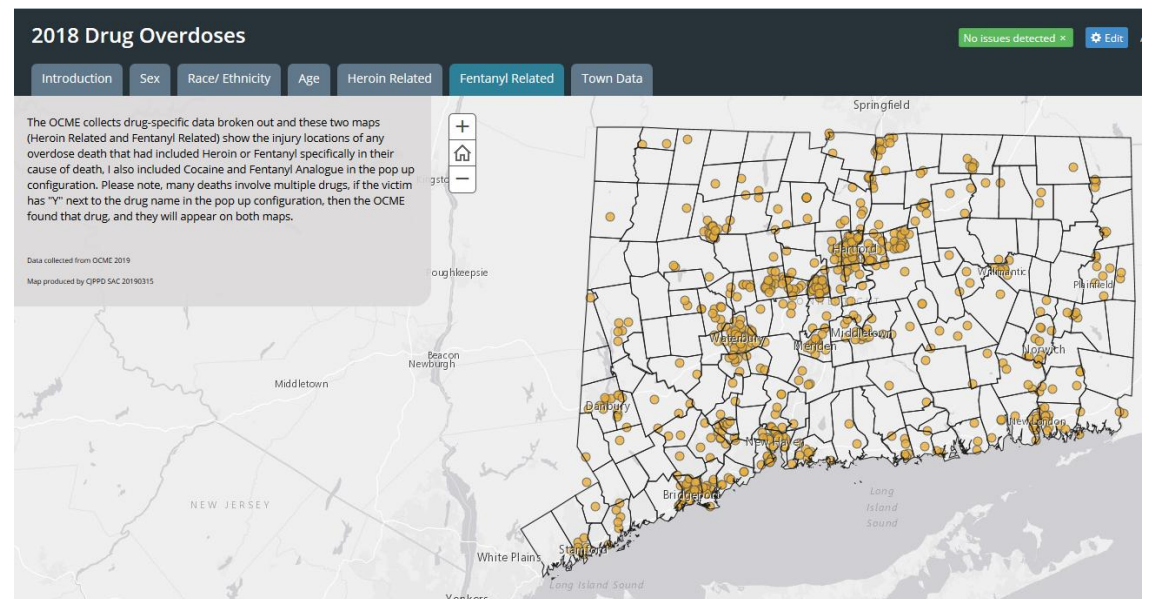 2018 Drug Overdoses
No issues detected ×
Edit
Introduction
Sex
Race/ Ethnicity
Age
Heroin Related
Fentanyl Related
Town Data
The OCME collects drug-specific data broken out and these two maps
(Heroin Related and Fentanyl Related) show the injury locations of any
overdose death that had included Heroin or Fentanyl specifically in their
cause of death, I also included Cocaine and Fentanyl Analogue in the pop up
configuration. Please note, many deaths involve multiple drugs, if the victim
has "Y" next to the drug name in the pop up configuration, then the OCME
found that drug, and they will appear on both maps.
Data collected from OCME 2019
Map produced by CJPPD SAC 20190315
Springfield
Hartford
Willimantic
Plainfield
oughkeepsie
Waterbury
Meriden
Middletown
Norwich
Beacon
Newburgh
Middletown
Danbury
New Haven
New London
Bridgeport
NEW JERSEY
Long
Island
Sound
White Plains
Stamford
Long Island Sound
Yonkers